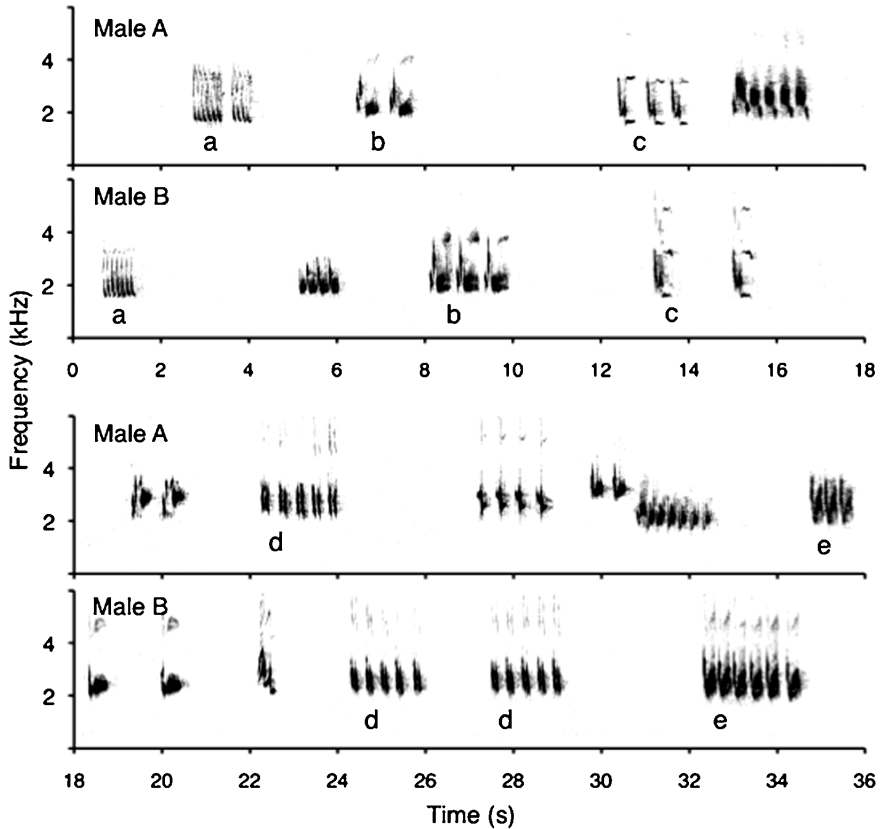 Male A
4
2
a b c
Male B
4
2
a b c
0 2 4 6 8 10 12 14 16 18
Frequency (kHz)
Male A
4
2
d e
Male B
4
2
d d e
18 20 22 24 26 28 30 32 34 36
Time (s)